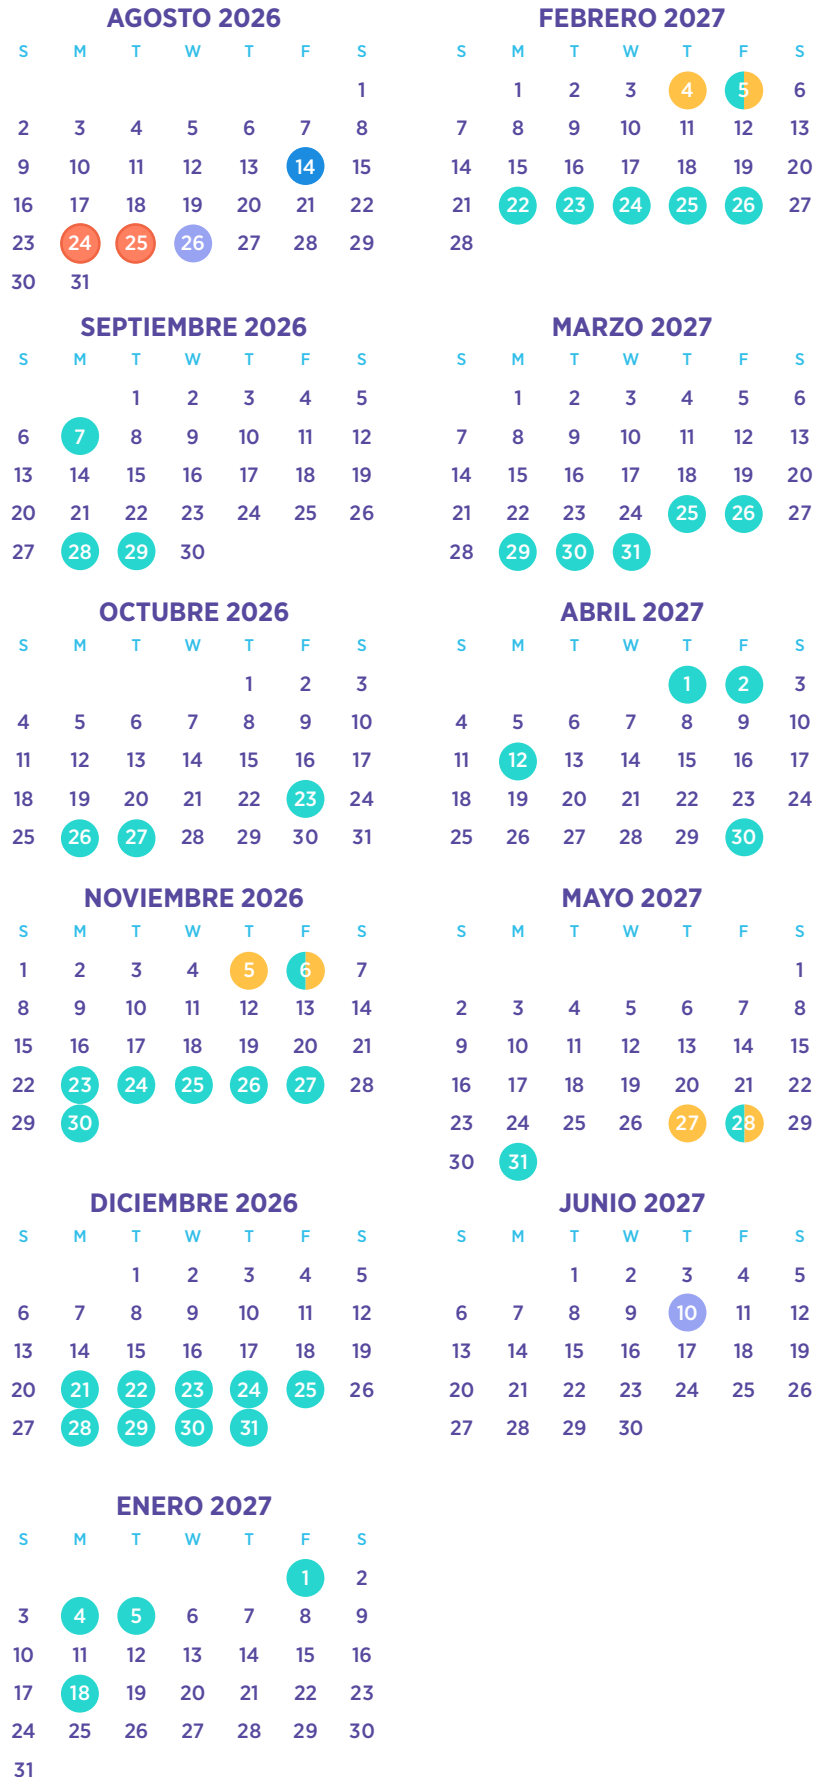 AGOSTO 2026
S M T W T F S
1
2 3 4 5 6 7 8
9 10 11 12 13 14 15
16 17 18 19 20 21 22
23 24 25 26 27 28 29
30 31
SEPTIEMBRE 2026
S M T W T F S
1 2 3 4 5
6 7 8 9 10 11 12
13 14 15 16 17 18 19
20 21 22 23 24 25 26
27 28 29 30
OCTUBRE 2026
S M T W T F S
1 2 3
4 5 6 7 8 9 10
11 12 13 14 15 16 17
18 19 20 21 22 23 24
25 26 27 28 29 30 31
NOVIEMBRE 2026
S M T W T F S
1 2 3 4 5 6 7
8 9 10 11 12 13 14
15 16 17 18 19 20 21
22 23 24 25 26 27 28
29 30
DICIEMBRE 2026
S M T W T F S
1 2 3 4 5
6 7 8 9 10 11 12
13 14 15 16 17 18 19
20 21 22 23 24 25 26
27 28 29 30 31
ENERO 2027
S M T W T F S
1 2
3 4 5 6 7 8 9
10 11 12 13 14 15 16
17 18 19 20 21 22 23
24 25 26 27 28 29 30
31
FEBRERO 2027
S M T W T F S
1 2 3 4 5 6
7 8 9 10 11 12 13
14 15 16 17 18 19 20
21 22 23 24 25 26 27
28
MARZO 2027
S M T W T F S
1 2 3 4 5 6
7 8 9 10 11 12 13
14 15 16 17 18 19 20
21 22 23 24 25 26 27
28 29 30 31
ABRIL 2027
S M T W T F S
1 2 3
4 5 6 7 8 9 10
11 12 13 14 15 16 17
18 19 20 21 22 23 24
25 26 27 28 29 30
MAYO 2027
S M T W T F S
1
2 3 4 5 6 7 8
9 10 11 12 13 14 15
16 17 18 19 20 21 22
23 24 25 26 27 28 29
30 31
JUNIO 2027
S M T W T F S
1 2 3 4 5
6 7 8 9 10 11 12
13 14 15 16 17 18 19
20 21 22 23 24 25 26
27 28 29 30